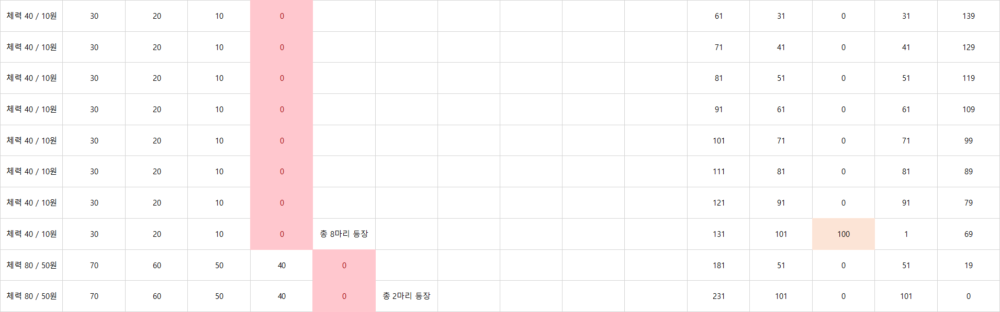 체력 40 / 10원 30 20 10 0 61 31 0 31 139
체력 40 / 10원 30 20 10 0 71 41 0 41 129
체력 40 / 10원 30 20 10 0 81 51 0 51 119
체력 40 / 10원 30 20 10 0 91 61 0 61 109
체력 40 / 10원 30 20 10 0 101 71 0 71 99
체력 40 / 10원 30 20 10 0 111 81 0 81 89
체력 40 / 10원 30 20 10 0 121 91 0 91 79
체력 40 / 10원 30 20 10 0 총 8마리 등장 131 101 100 1 69
체력 80 / 50원 70 60 50 40 0 181 51 0 51 19
체력 80 / 50원 70 60 50 40 0 총 2마리 등장 231 101 0 101 0